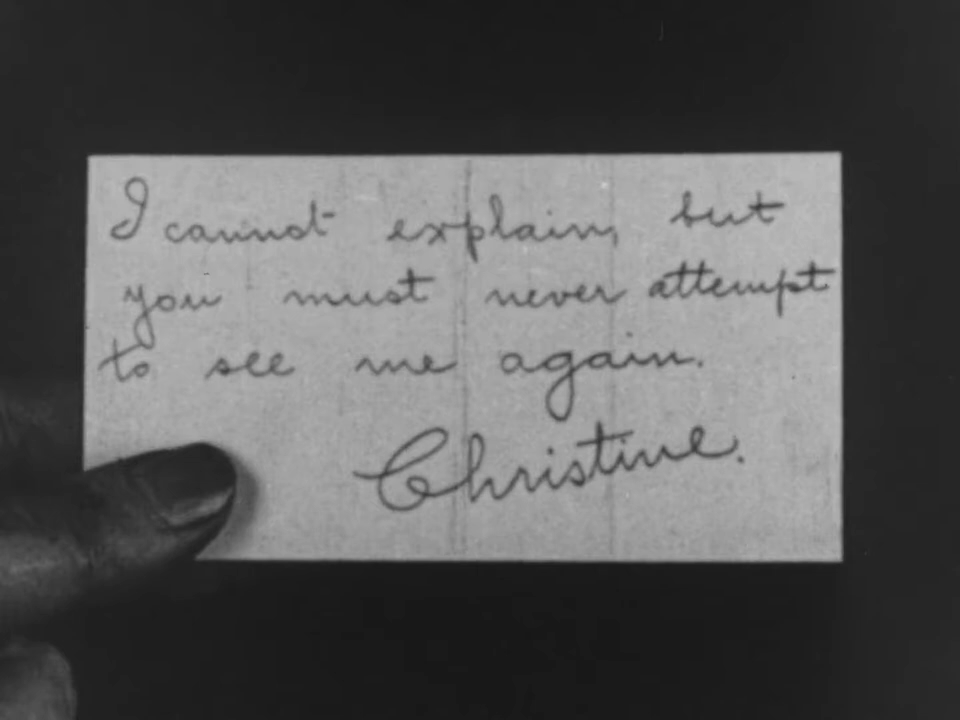 I cannot explain, but
you must never attempt
to see me again.
Christine.